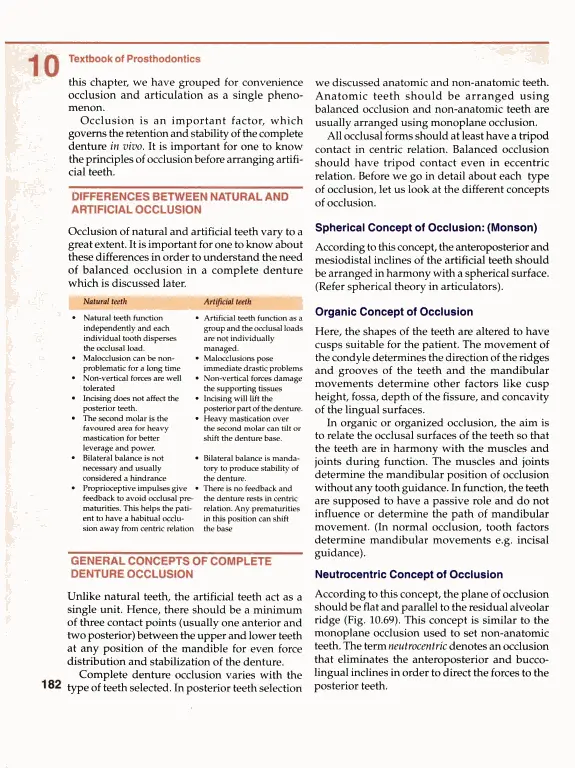 10
Textbook of Prosthodontics
this chapter, we have grouped for convenience
occlusion and articulation as a single pheno-
menon.
Occlusion is an important factor, which
governs the retention and stability of the complete
denture in vivo. It is important for one to know
the principles of occlusion before arranging artifi-
cial teeth.
DIFFERENCES BETWEEN NATURAL AND
ARTIFICIAL OCCLUSION
Occlusion of natural and artificial teeth vary to a
great extent. It is important for one to know about
these differences in order to understand the need
of balanced occlusion in a complete denture
which is discussed later.
Natural teeth
• Natural teeth function
independently and each
individual tooth disperses
the occlusal load.
• Malocclusion can be non-
problematic for a long time
• Non-vertical forces are well
tolerated
• Incising does not affect the
posterior teeth.
• The second molar is the
favoured area for heavy
mastication for better
leverage and power.
• Bilateral balance is not
necessary and usually
considered a hindrance
• Proprioceptive impulses give
feedback to avoid occlusal pre-
maturities. This helps the pati-
ent to have a habitual occlu-
sion away from centric relation
Artificial teeth
• Artificial teeth function as a
group and the occlusal loads
are not individually
managed.
• Malocclusions pose
immediate drastic problems
• Non-vertical forces damage
the supporting tissues
• Incising will lift the
posterior part of the denture.
• Heavy mastication over
the second molar can tilt or
shift the denture base.
• Bilateral balance is manda-
tory to produce stability of
the denture.
• There is no feedback and
the denture rests in centric
relation. Any prematurities
in this position can shift
the base
GENERAL CONCEPTS OF COMPLETE
DENTURE OCCLUSION
Unlike natural teeth, the artificial teeth act as a
single unit. Hence, there should be a minimum
of three contact points (usually one anterior and
two posterior) between the upper and lower teeth
at any position of the mandible for even force
distribution and stabilization of the denture.
Complete denture occlusion varies with the
type of teeth selected. In posterior teeth selection
182
we discussed anatomic and non-anatomic teeth.
Anatomic teeth should be arranged using
balanced occlusion and non-anatomic teeth are
usually arranged using monoplane occlusion.
All occlusal forms should at least have a tripod
contact in centric relation. Balanced occlusion
should have tripod contact even in eccentric
relation. Before we go in detail about each type
of occlusion, let us look at the different concepts
of occlusion.
Spherical Concept of Occlusion: (Monson)
According to this concept, the anteroposterior and
mesiodistal inclines of the artificial teeth should
be arranged in harmony with a spherical surface.
(Refer spherical theory in articulators).
Organic Concept of Occlusion
Here, the shapes of the teeth are altered to have
cusps suitable for the patient. The movement of
the condyle determines the direction of the ridges
and grooves of the teeth and the mandibular
movements determine other factors like cusp
height, fossa, depth of the fissure, and concavity
of the lingual surfaces.
In organic or organized occlusion, the aim is
to relate the occlusal surfaces of the teeth so that
the teeth are in harmony with the muscles and
joints during function. The muscles and joints
determine the mandibular position of occlusion
without any tooth guidance. In function, the teeth
are supposed to have a passive role and do not
influence or determine the path of mandibular
movement. (In normal occlusion, tooth factors
determine mandibular movements e.g. incisal
guidance).
Neutrocentric Concept of Occlusion
According to this concept, the plane of occlusion
should be flat and parallel to the residual alveolar
ridge (Fig. 10.69). This concept is similar to the
monoplane occlusion used to set non-anatomic
teeth. The term neutrocentric denotes an occlusion
that eliminates the anteroposterior and bucco-
lingual inclines in order to direct the forces to the
posterior teeth.